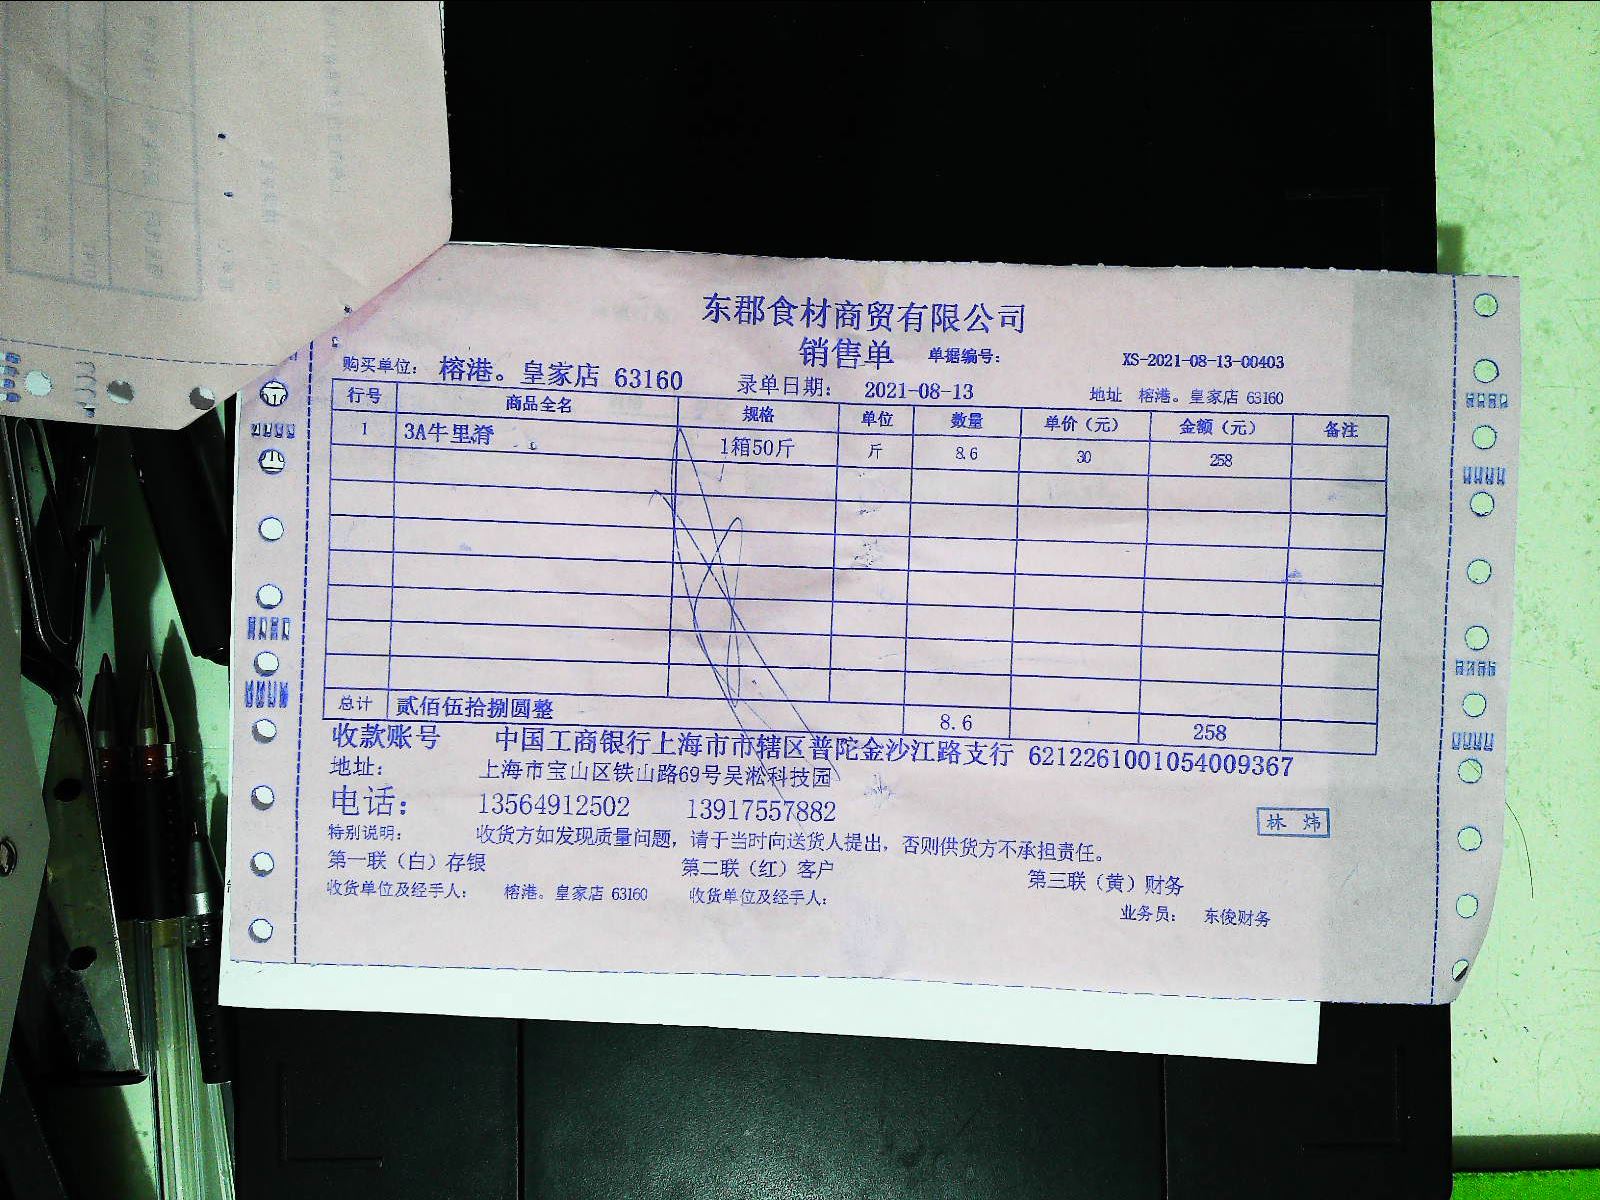 东郡食材商贸有限公司
销售单 单据编号： XS-2021-08-13-00403
购买单位： 榕港。皇家店 63160 录单日期： 2021-08-13 地址 榕港。皇家店 63160
行号 商品全名 规格 单位 数量 单价（元） 金额（元） 备注
1 3A牛里脊 1箱50斤 斤 8.6 30 258
总计 贰佰伍拾捌圆整 8.6 258
收款账号 中国工商银行上海市市辖区普陀金沙江路支行 6212261001054009367
地址： 上海市宝山区铁山路69号吴淞科技园
电话： 13564912502 13917557882
林 炜
特别说明： 收货方如发现质量问题，请于当时向送货人提出，否则供货方不承担责任。
第一联（白）存银 第二联（红）客户 第三联（黄）财务
收货单位及经手人： 榕港。皇家店 63160 收货单位及经手人： 业务员： 东俊财务